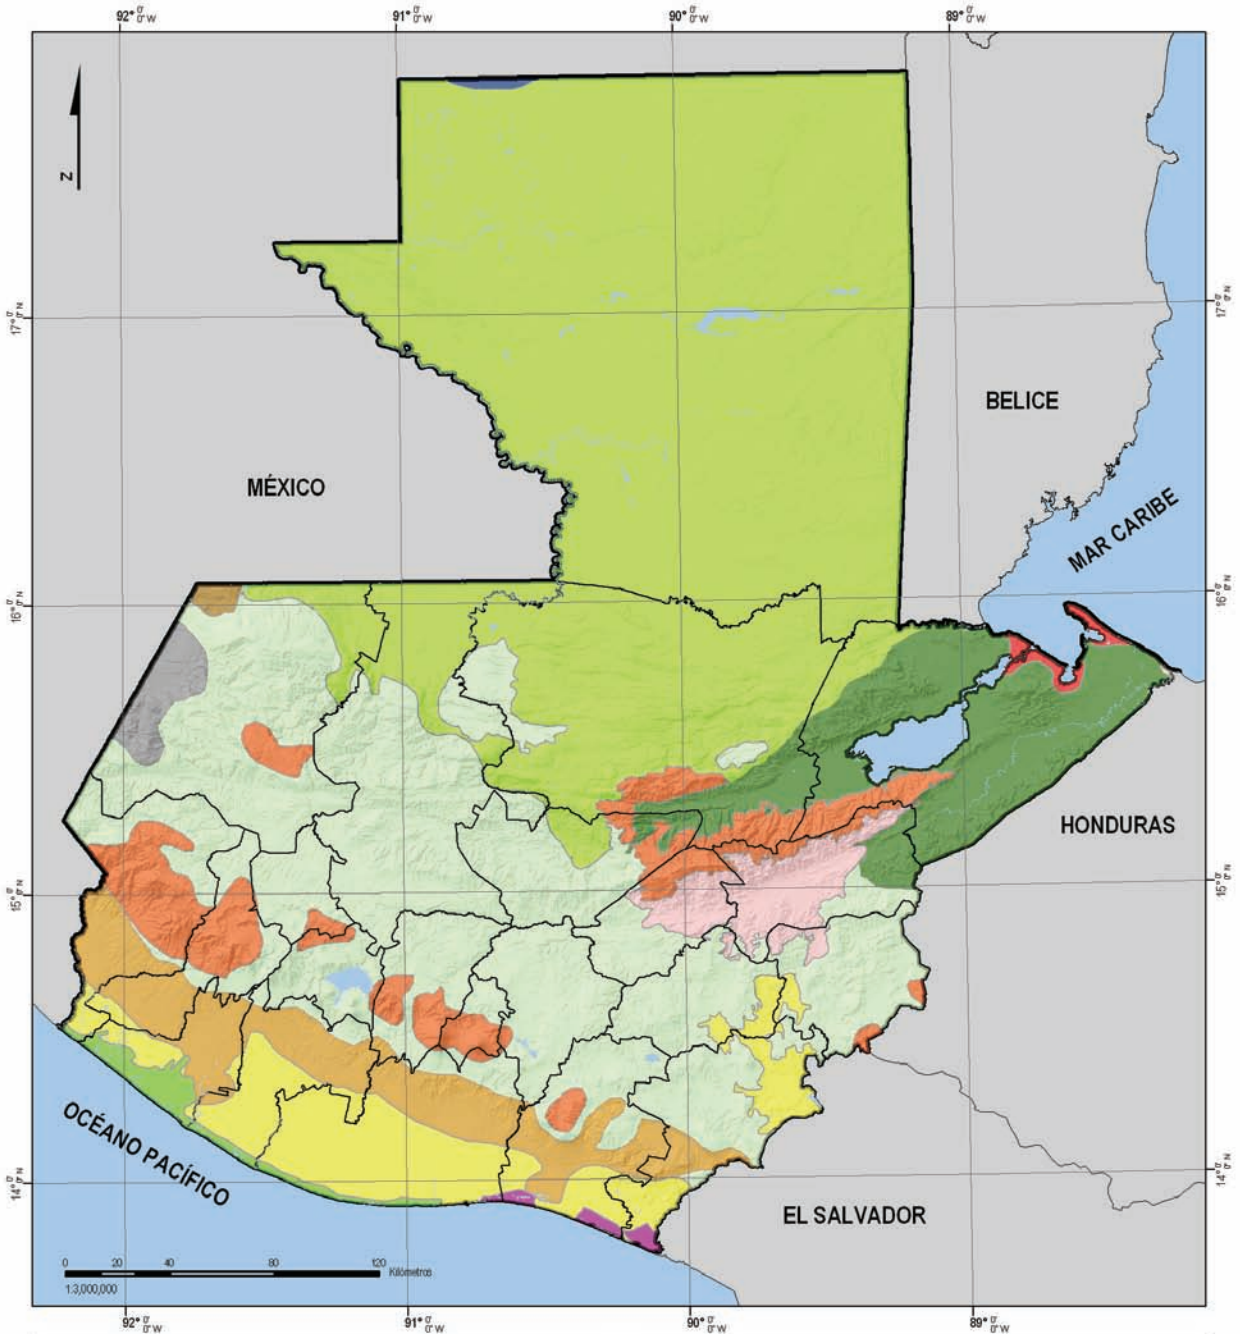 92° 0' 0"W
91° 0' 0"W
90° 0' 0"W
89° 0' 0"W
N
17° 0' 0"N
17° 0' 0"N
BELICE
MÉXICO
MAR CARIBE
16° 0' 0"N
16° 0' 0"N
HONDURAS
15° 0' 0"N
15° 0' 0"N
OCÉANO PACÍFICO
14° 0' 0"N
14° 0' 0"N
EL SALVADOR
0 20 40 80 120
Kilómetros
1:3,000,000
92° 0' 0"W
91° 0' 0"W
90° 0' 0"W
89° 0' 0"W